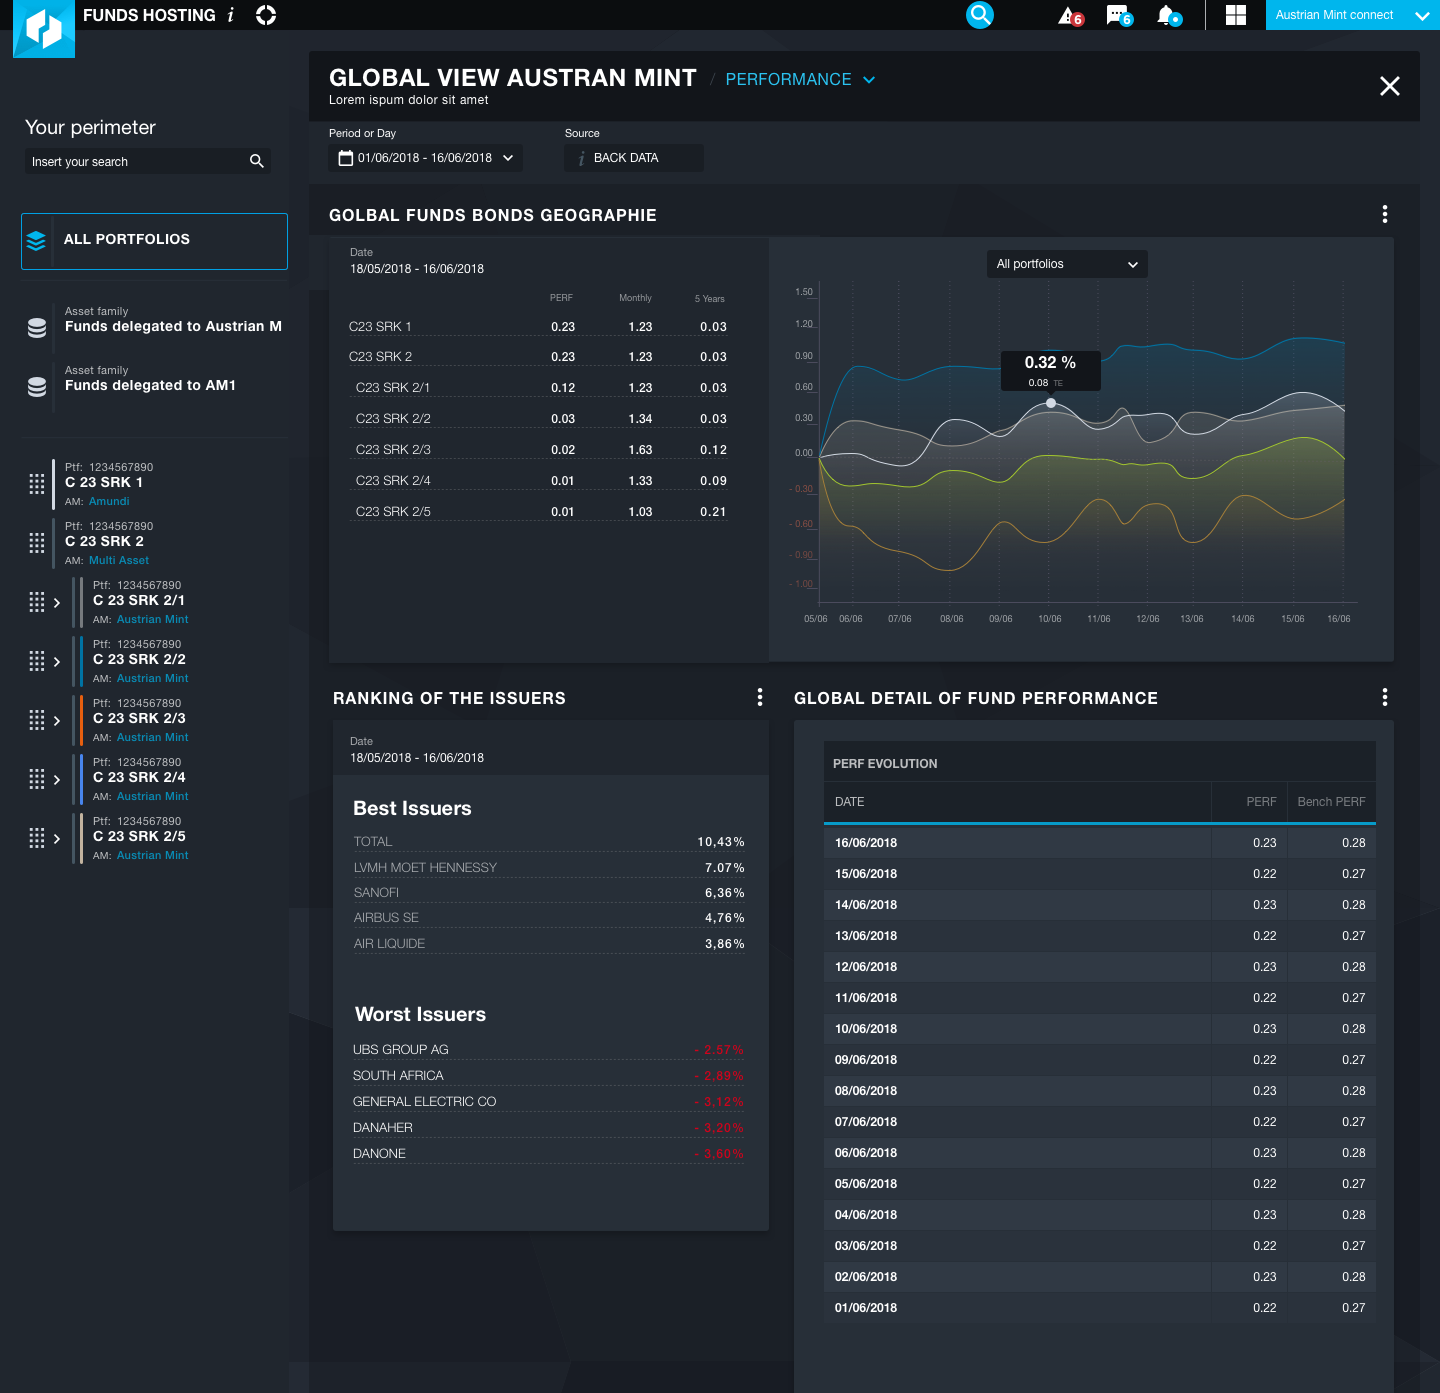 FUNDS HOSTING i
6
6
Austrian Mint connect
Your perimeter
Insert your search
ALL PORTFOLIOS
Asset family
Funds delegated to Austrian M
Asset family
Funds delegated to AM1
Ptf: 1234567890
C 23 SRK 1
AM: Amundi
Ptf: 1234567890
C 23 SRK 2
AM: Multi Asset
Ptf: 1234567890
C 23 SRK 2/1
AM: Austrian Mint
Ptf: 1234567890
C 23 SRK 2/2
AM: Austrian Mint
Ptf: 1234567890
C 23 SRK 2/3
AM: Austrian Mint
Ptf: 1234567890
C 23 SRK 2/4
AM: Austrian Mint
Ptf: 1234567890
C 23 SRK 2/5
AM: Austrian Mint
GLOBAL VIEW AUSTRAN MINT / PERFORMANCE
Lorem ispum dolor sit amet
Period or Day
01/06/2018 - 16/06/2018
Source
i BACK DATA
GOLBAL FUNDS BONDS GEOGRAPHIE
Date
18/05/2018 - 16/06/2018
PERF Monthly 5 Years
C23 SRK 1 0.23 1.23 0.03
C23 SRK 2 0.23 1.23 0.03
C23 SRK 2/1 0.12 1.23 0.03
C23 SRK 2/2 0.03 1.34 0.03
C23 SRK 2/3 0.02 1.63 0.12
C23 SRK 2/4 0.01 1.33 0.09
C23 SRK 2/5 0.01 1.03 0.21
All portfolios
1.50
1.20
0.90
0.60
0.30
0.00
- 0.30
- 0.60
- 0.90
- 1.00
0.32 %
0.08 TE
05/06 06/06 07/06 08/06 09/06 10/06 11/06 12/06 13/06 14/06 15/06 16/06
RANKING OF THE ISSUERS
Date
18/05/2018 - 16/06/2018
Best Issuers
TOTAL 10,43%
LVMH MOET HENNESSY 7.07%
SANOFI 6,36%
AIRBUS SE 4,76%
AIR LIQUIDE 3,86%
Worst Issuers
UBS GROUP AG - 2.57%
SOUTH AFRICA - 2,89%
GENERAL ELECTRIC CO - 3,12%
DANAHER - 3,20%
DANONE - 3,60%
GLOBAL DETAIL OF FUND PERFORMANCE
PERF EVOLUTION
DATE PERF Bench PERF
16/06/2018 0.23 0.28
15/06/2018 0.22 0.27
14/06/2018 0.23 0.28
13/06/2018 0.22 0.27
12/06/2018 0.23 0.28
11/06/2018 0.22 0.27
10/06/2018 0.23 0.28
09/06/2018 0.22 0.27
08/06/2018 0.23 0.28
07/06/2018 0.22 0.27
06/06/2018 0.23 0.28
05/06/2018 0.22 0.27
04/06/2018 0.23 0.28
03/06/2018 0.22 0.27
02/06/2018 0.23 0.28
01/06/2018 0.22 0.27